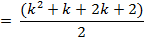 = (k² + k + 2k + 2) / 2